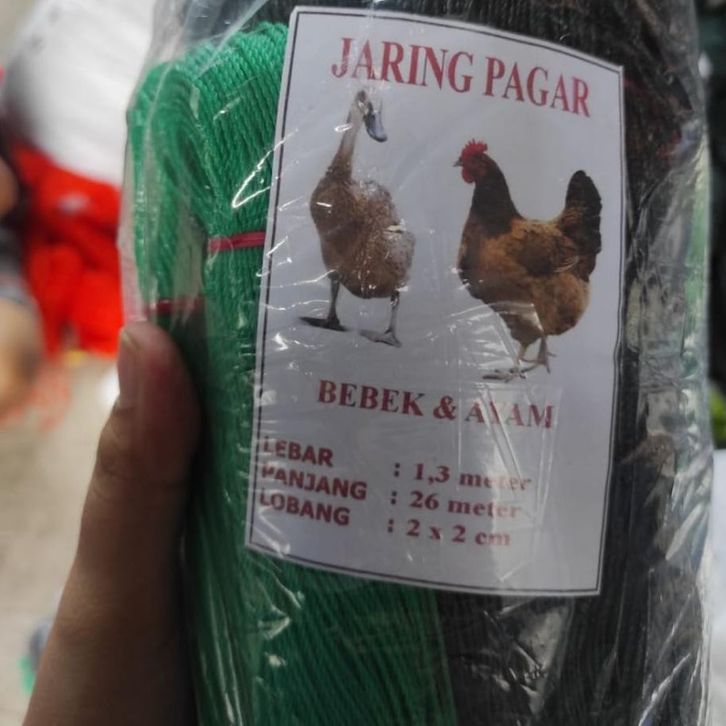 JARING PAGAR
BEBEK & AYAM
LEBAR : 1,3 meter
PANJANG : 26 meter
LOBANG : 2 x 2 cm